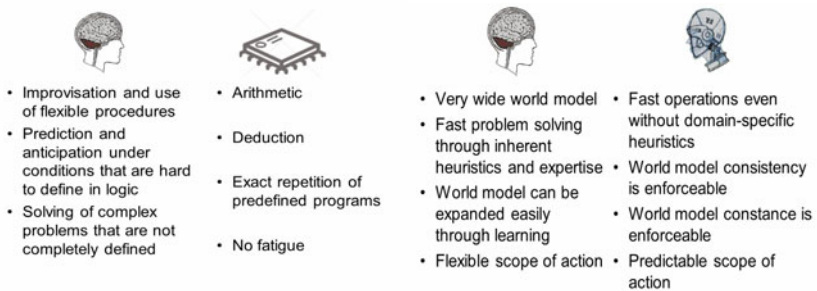 • Improvisation and use
of flexible procedures
• Prediction and
anticipation under
conditions that are hard
to define in logic
• Solving of complex
problems that are not
completely defined
• Arithmetic
• Deduction
• Exact repetition of
predefined programs
• No fatigue
• Very wide world model
• Fast problem solving
through inherent
heuristics and expertise
• World model can be
expanded easily
through learning
• Flexible scope of action
• Fast operations even
without domain-specific
heuristics
• World model consistency
is enforceable
• World model constance is
enforceable
• Predictable scope of
action